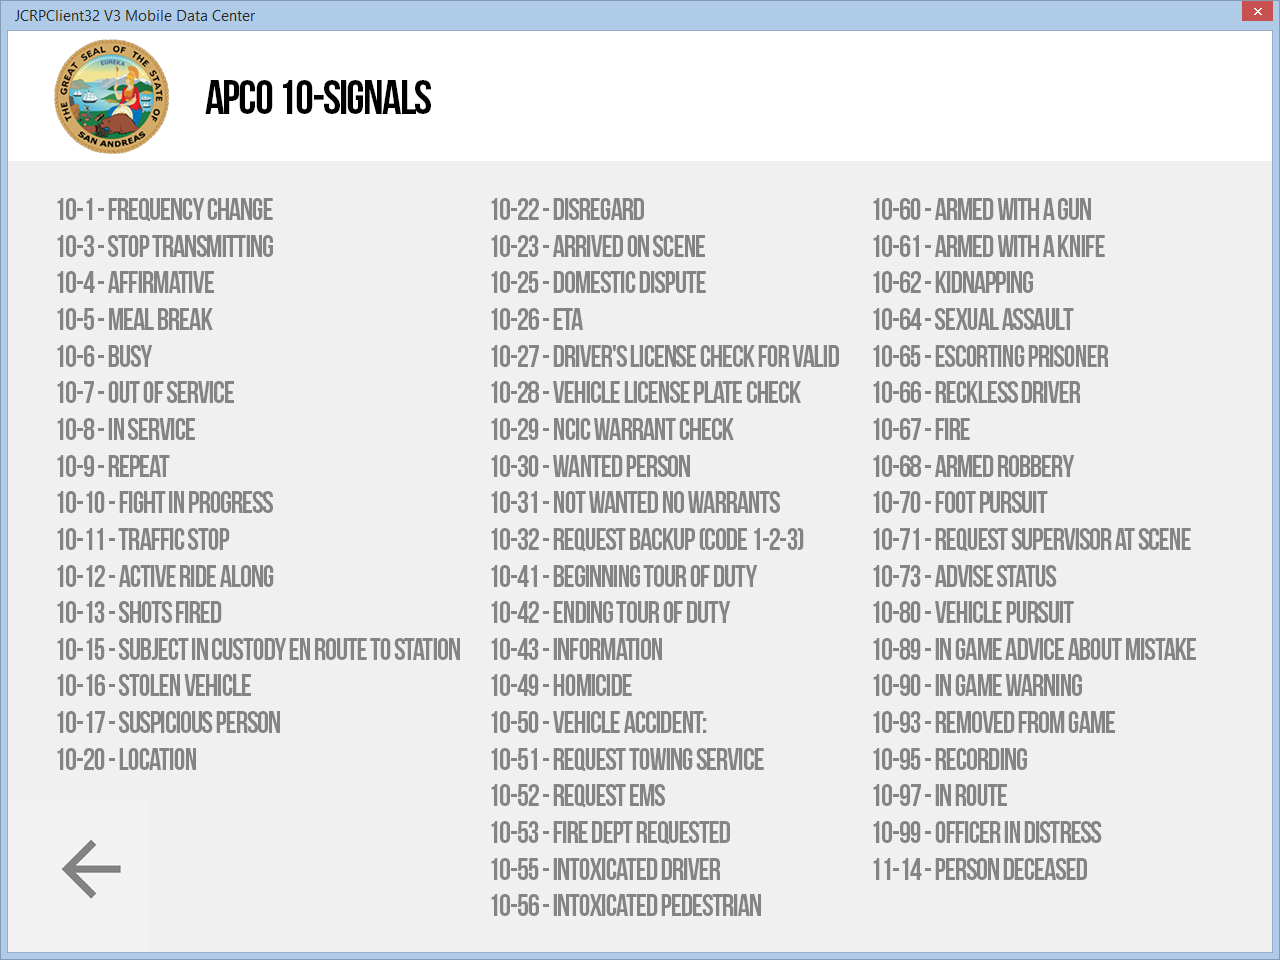 JCRPClient32 V3 Mobile Data Center
THE GREAT SEAL OF THE STATE OF
EUREKA
SAN ANDREAS
APCO 10-SIGNALS
10-1 - FREQUENCY CHANGE
10-3 - STOP TRANSMITTING
10-4 - AFFIRMATIVE
10-5 - MEAL BREAK
10-6 - BUSY
10-7 - OUT OF SERVICE
10-8 - IN SERVICE
10-9 - REPEAT
10-10 - FIGHT IN PROGRESS
10-11 - TRAFFIC STOP
10-12 - ACTIVE RIDE ALONG
10-13 - SHOTS FIRED
10-15 - SUBJECT IN CUSTODY EN ROUTE TO STATION
10-16 - STOLEN VEHICLE
10-17 - SUSPICIOUS PERSON
10-20 - LOCATION
10-22 - DISREGARD
10-23 - ARRIVED ON SCENE
10-25 - DOMESTIC DISPUTE
10-26 - ETA
10-27 - DRIVER'S LICENSE CHECK FOR VALID
10-28 - VEHICLE LICENSE PLATE CHECK
10-29 - NCIC WARRANT CHECK
10-30 - WANTED PERSON
10-31 - NOT WANTED NO WARRANTS
10-32 - REQUEST BACKUP (CODE 1-2-3)
10-41 - BEGINNING TOUR OF DUTY
10-42 - ENDING TOUR OF DUTY
10-43 - INFORMATION
10-49 - HOMICIDE
10-50 - VEHICLE ACCIDENT:
10-51 - REQUEST TOWING SERVICE
10-52 - REQUEST EMS
10-53 - FIRE DEPT REQUESTED
10-55 - INTOXICATED DRIVER
10-56 - INTOXICATED PEDESTRIAN
10-60 - ARMED WITH A GUN
10-61 - ARMED WITH A KNIFE
10-62 - KIDNAPPING
10-64 - SEXUAL ASSAULT
10-65 - ESCORTING PRISONER
10-66 - RECKLESS DRIVER
10-67 - FIRE
10-68 - ARMED ROBBERY
10-70 - FOOT PURSUIT
10-71 - REQUEST SUPERVISOR AT SCENE
10-73 - ADVISE STATUS
10-80 - VEHICLE PURSUIT
10-89 - IN GAME ADVICE ABOUT MISTAKE
10-90 - IN GAME WARNING
10-93 - REMOVED FROM GAME
10-95 - RECORDING
10-97 - IN ROUTE
10-99 - OFFICER IN DISTRESS
11-14 - PERSON DECEASED